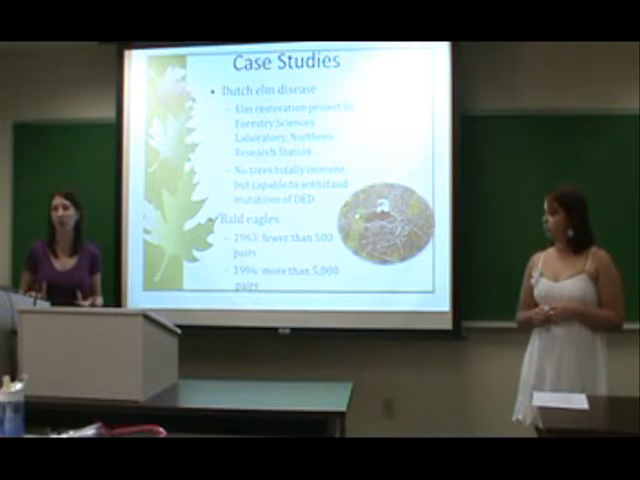 Case Studies
• Dutch elm disease
– Elm restoration project in
Forestry Sciences
Laboratory, Northern
Research Station
– No trees totally immune,
but capable to withstand
mutations of DED
• Bald eagles
– 1963: fewer than 500
pairs
– 1996: more than 5,000
pairs